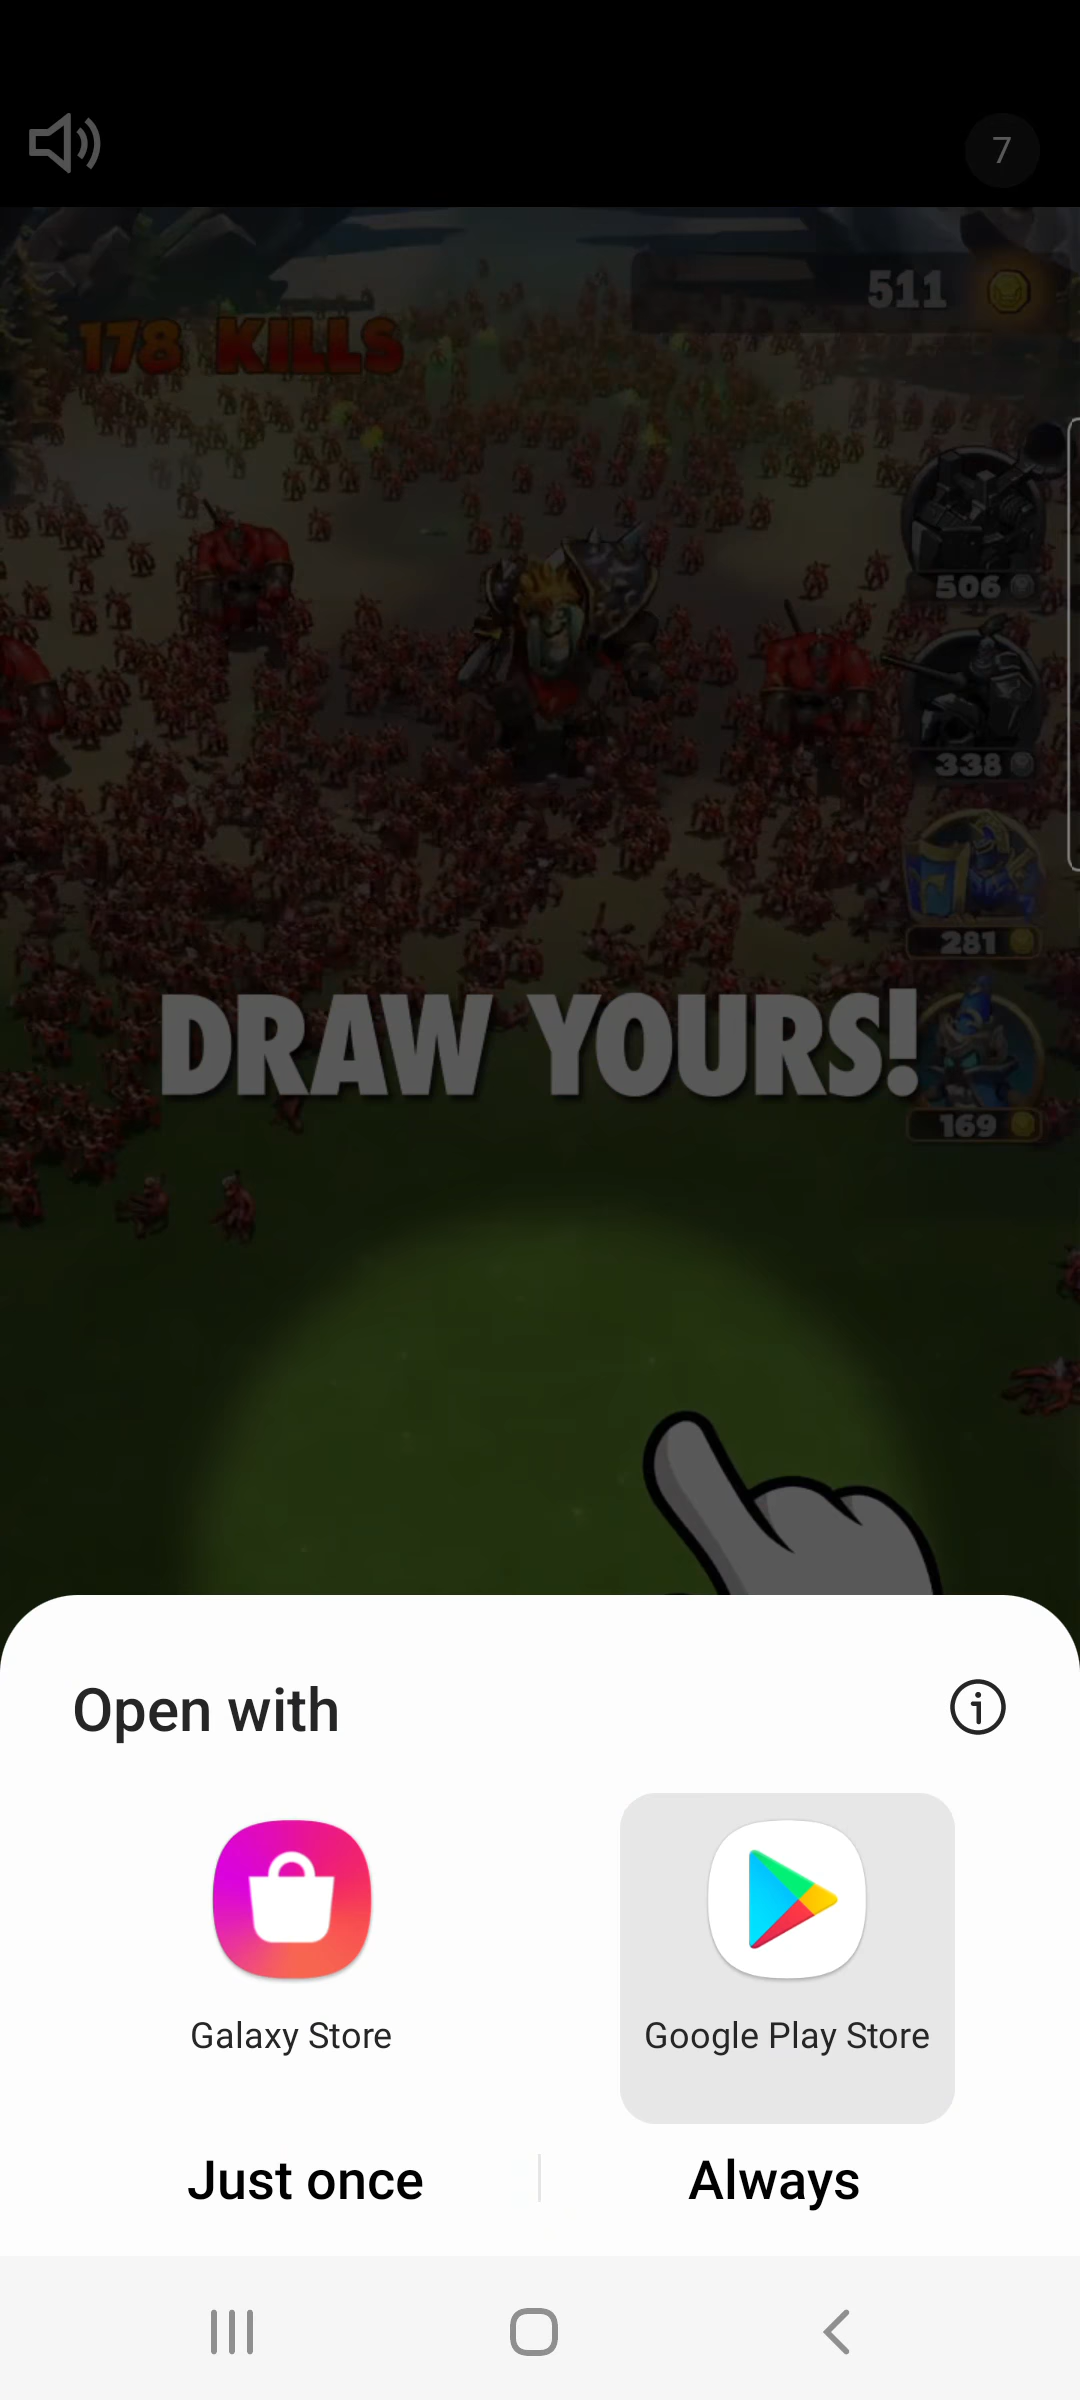 7
511
178 KILLS
506
338
281
DRAW YOURS!
169
Open with
Galaxy Store
Google Play Store
Just once
Always